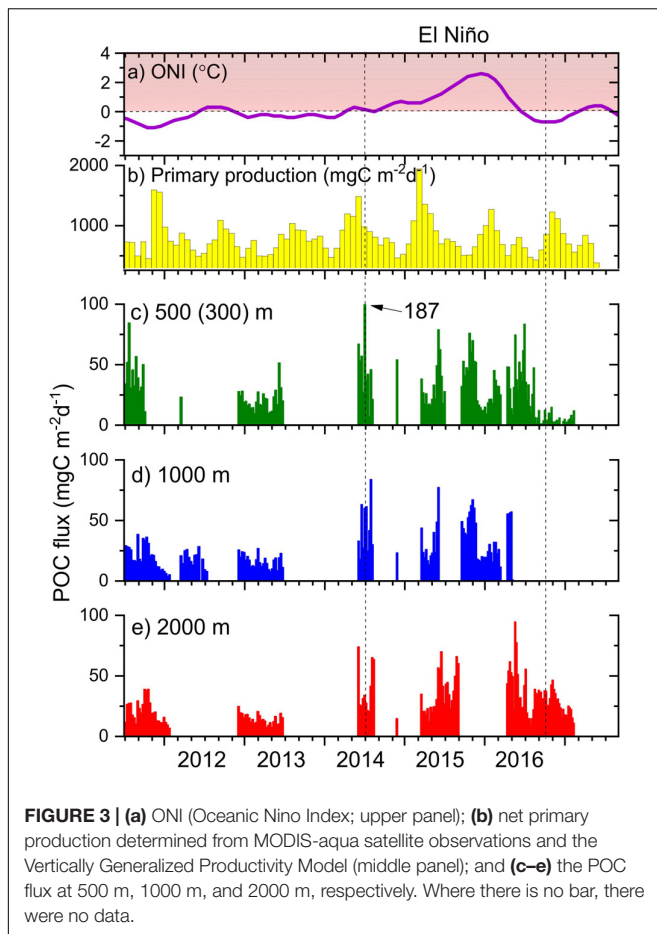 El Niño
4
a) ONI (°C)
2
0
-2
2000
b) Primary production (mgC m-2d-1)
1000
100
c) 500 (300) m
187
50
0
POC flux (mgC m-2d-1)
100
d) 1000 m
50
0
100
e) 2000 m
50
0
2012 2013 2014 2015 2016
FIGURE 3 | (a) ONI (Oceanic Nino Index; upper panel); (b) net primary
production determined from MODIS-aqua satellite observations and the
Vertically Generalized Productivity Model (middle panel); and (c–e) the POC
flux at 500 m, 1000 m, and 2000 m, respectively. Where there is no bar, there
were no data.